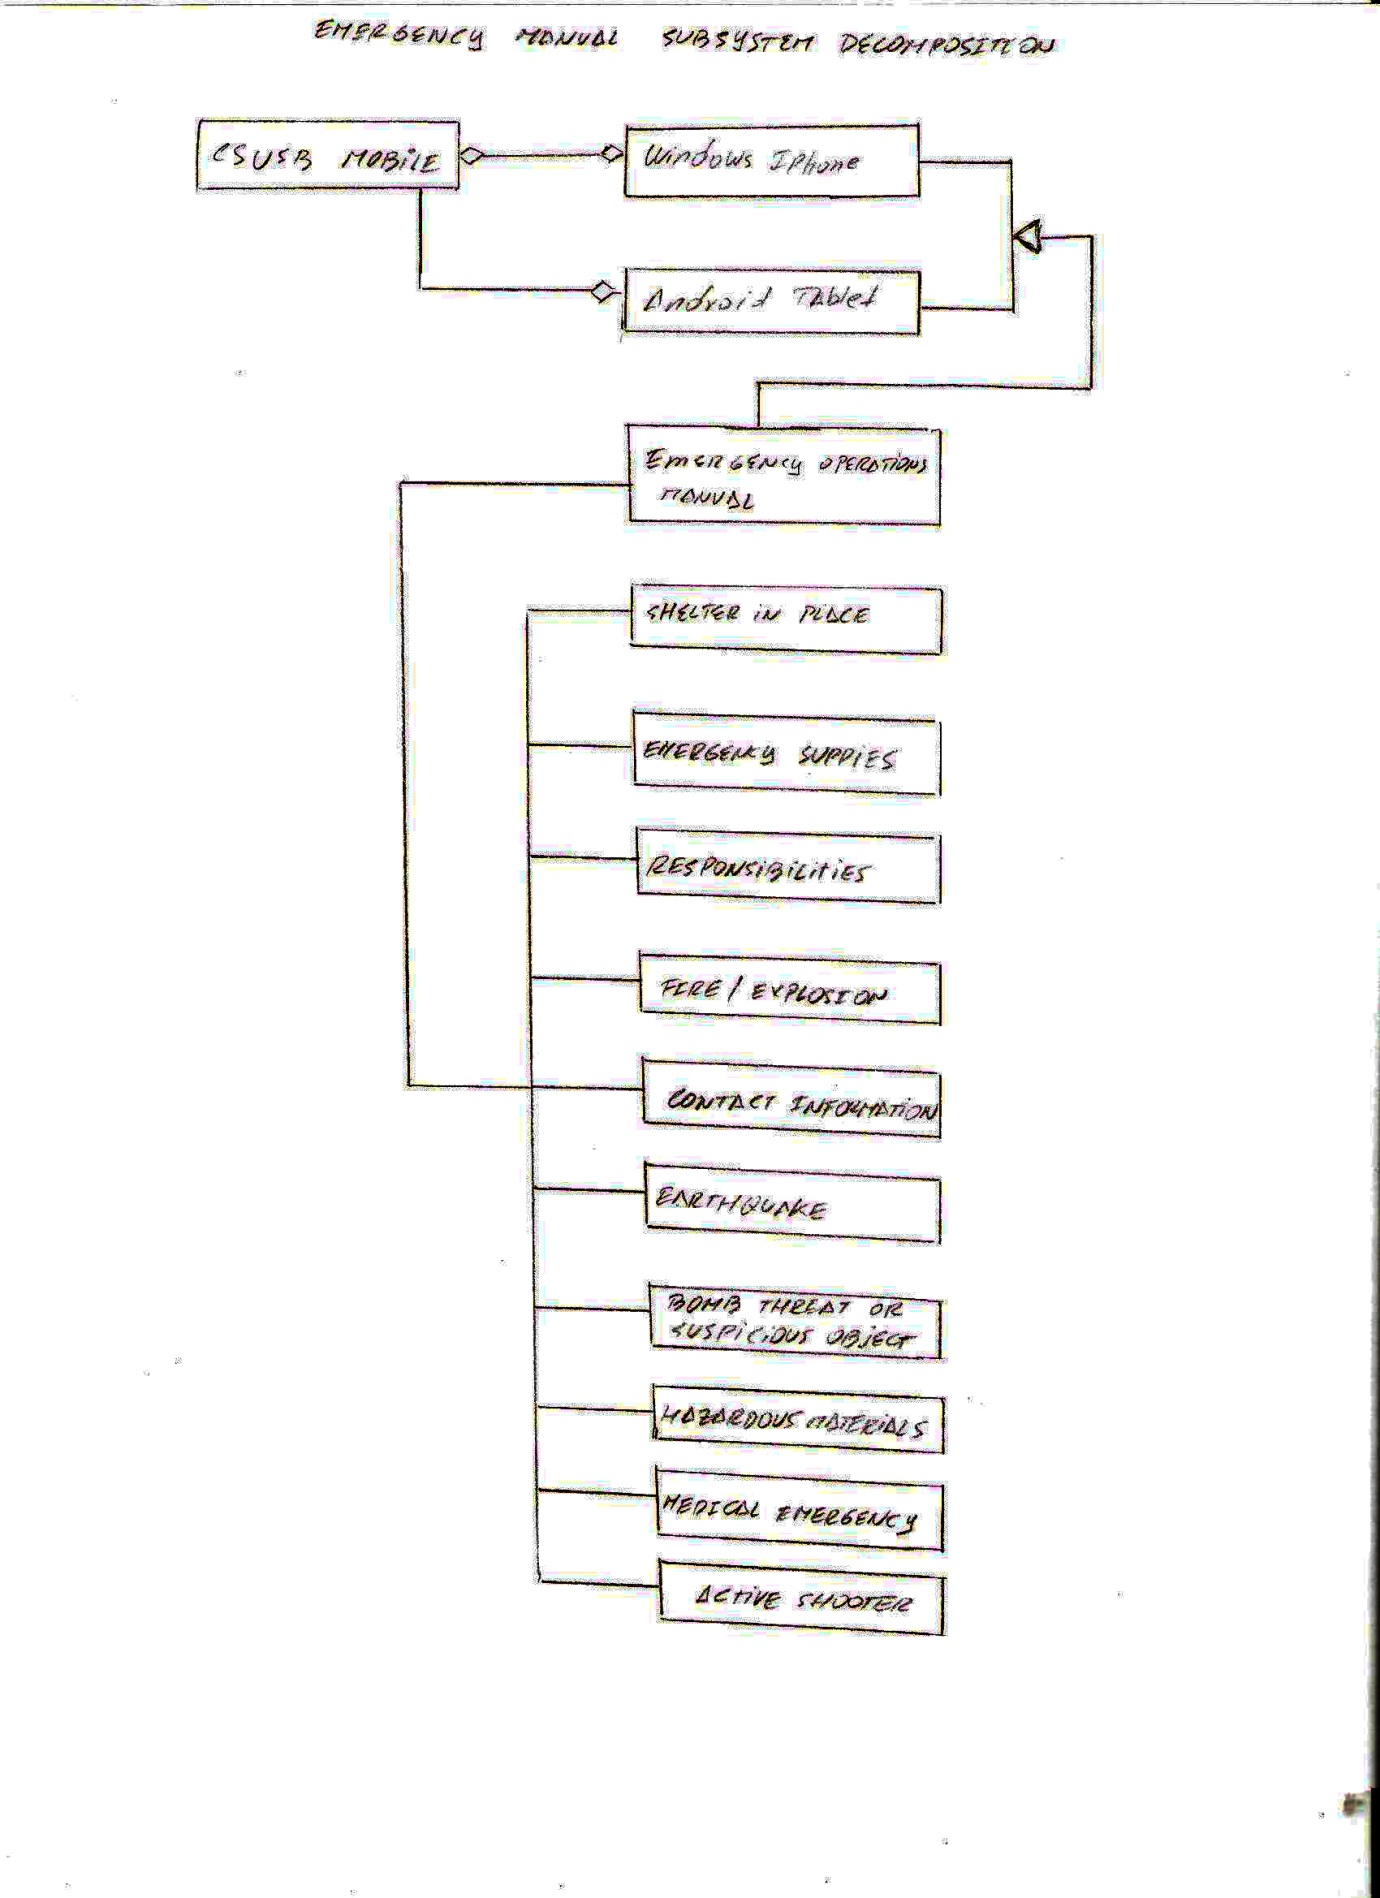 EMERGENCY MANUAL SUBSYSTEM DECOMPOSITION
CSUSB MOBILE
Windows IPhone
Android TAblet
EMERGENCY OPERATIONS
MANUAL
SHELTER IN PLACE
EMERGENCY SUPPIES
RESPONSIBILITIES
FIRE / EXPLOSION
CONTACT INFORMATION
EARTHQUAKE
BOMB THREAT OR
SUSPICIOUS OBJECT
HAZARDOUS MATERIALS
MEDICAL EMERGENCY
ACTIVE SHOOTER